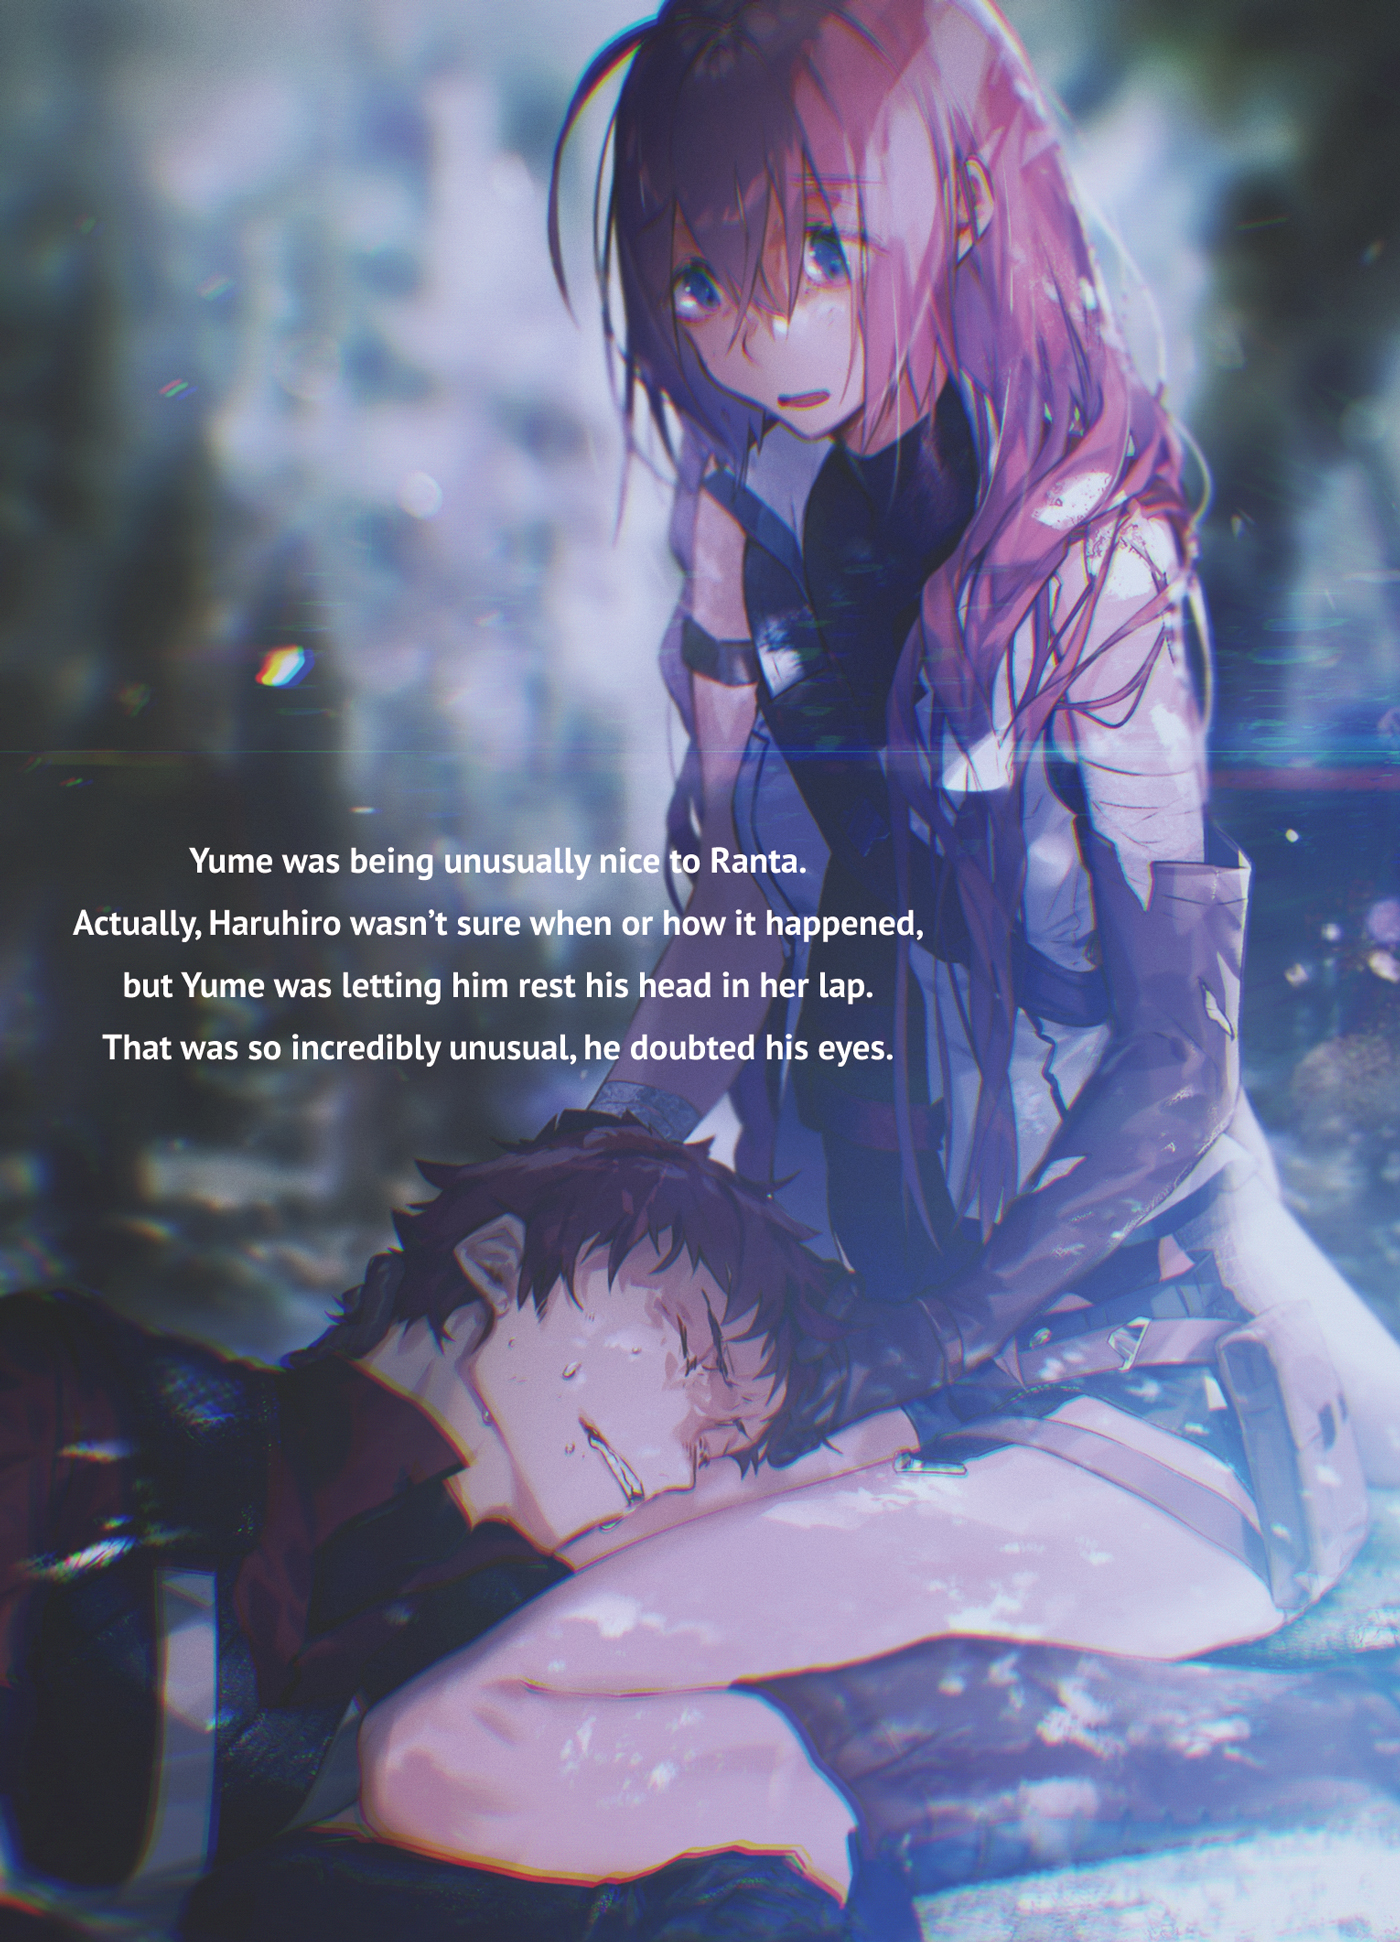 Yume was being unusually nice to Ranta.
Actually, Haruhiro wasn’t sure when or how it happened,
but Yume was letting him rest his head in her lap.
That was so incredibly unusual, he doubted his eyes.